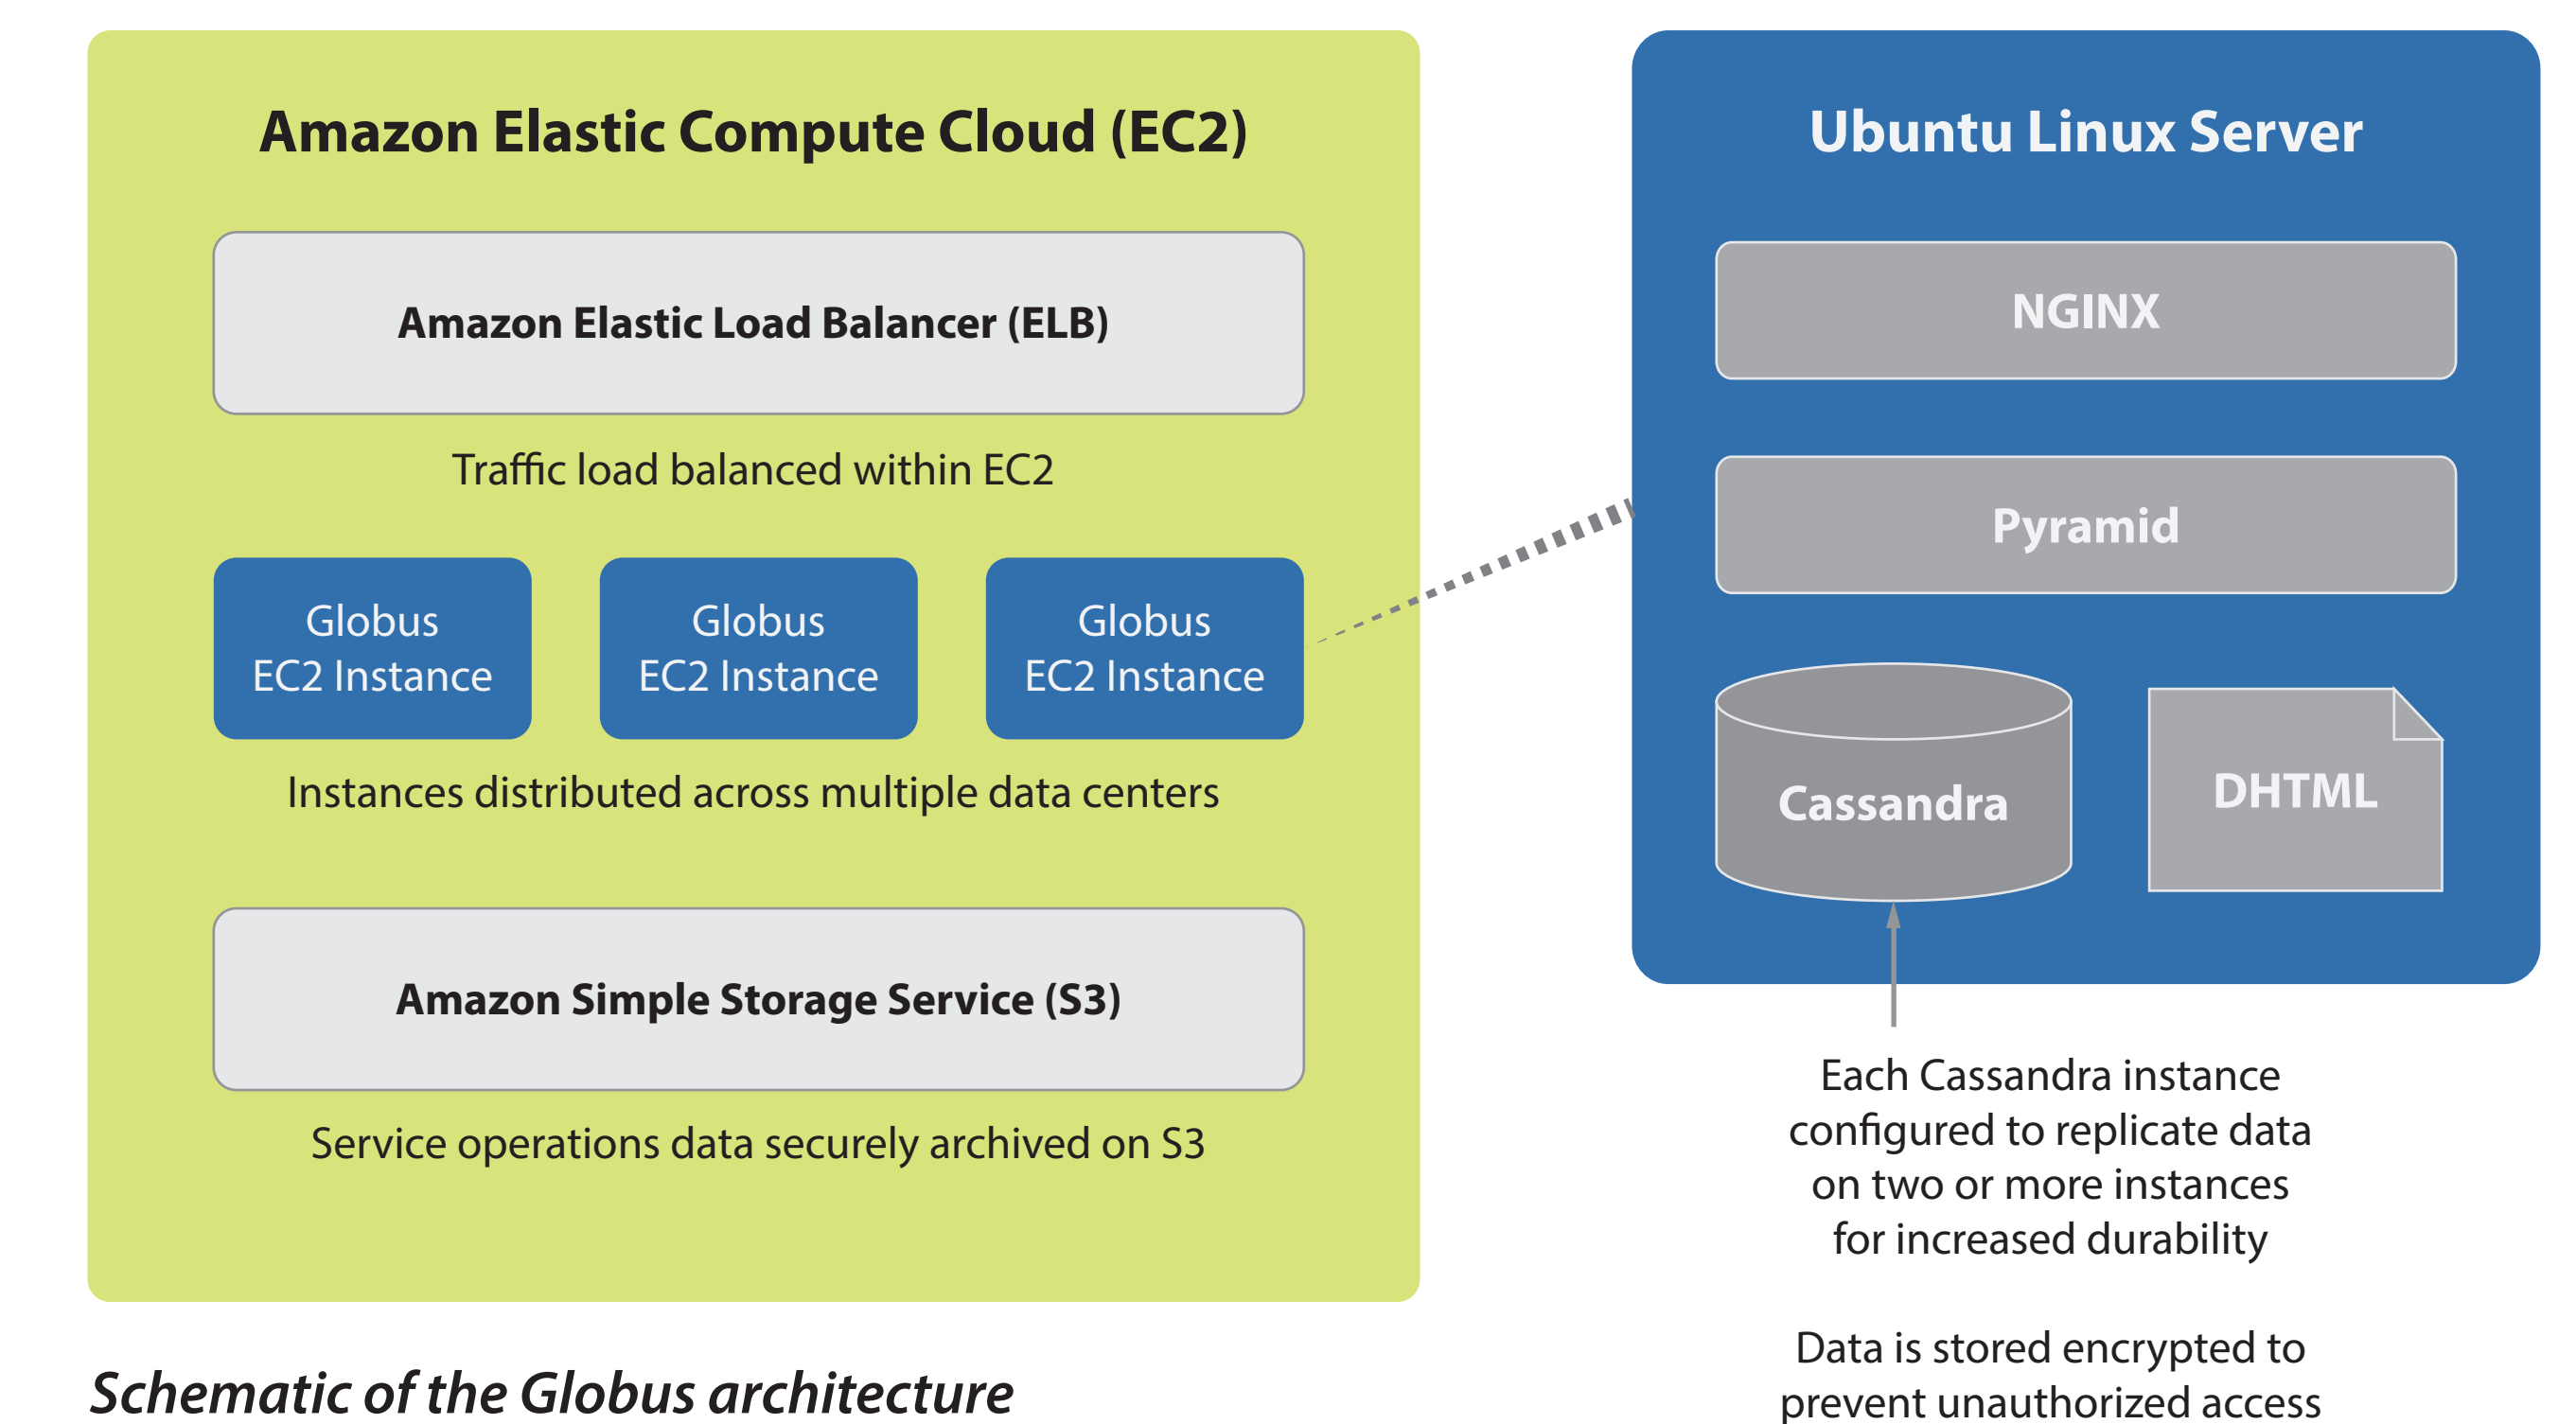 Amazon Elastic Compute Cloud (EC2)
Amazon Elastic Load Balancer (ELB)
Traffic load balanced within EC2
Globus
EC2 Instance
Globus
EC2 Instance
Globus
EC2 Instance
Instances distributed across multiple data centers
Amazon Simple Storage Service (S3)
Service operations data securely archived on S3
Schematic of the Globus architecture
Ubuntu Linux Server
NGINX
Pyramid
Cassandra
DHTML
Each Cassandra instance
configured to replicate data
on two or more instances
for increased durability
Data is stored encrypted to
prevent unauthorized access